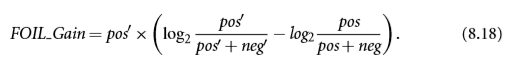 FOIL_Gain = pos′ × (log₂ pos′/(pos′ + neg′) − log₂ pos/(pos + neg)). (8.18)